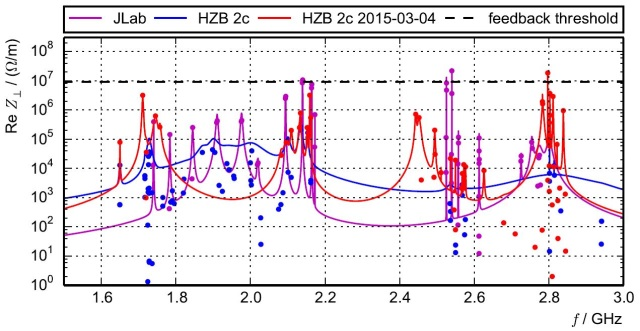 JLab HZB 2c HZB 2c 2015-03-04 feedback threshold
Re Z⊥ / (Ω/m)
10⁸
10⁷
10⁶
10⁵
10⁴
10³
10²
10¹
10⁰
1.6 1.8 2.0 2.2 2.4 2.6 2.8 3.0
f / GHz